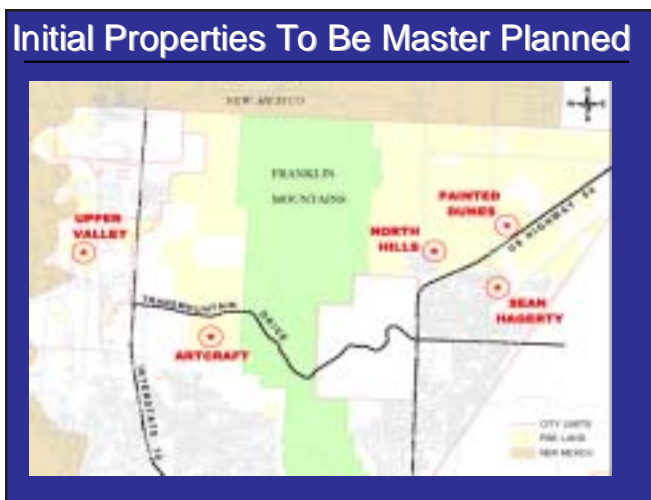 Initial Properties To Be Master Planned
NEW MEXICO
FRANKLIN
MOUNTAINS
UPPER
VALLEY
NORTH
HILLS
PAINTED
DUNES
US HIGHWAY 54
SEAN
HAGERTY
TRANSMOUNTAIN
DRIVE
ARTCRAFT
INTERSTATE 10
CITY LIMITS
PSB LAND
NEW MEXICO